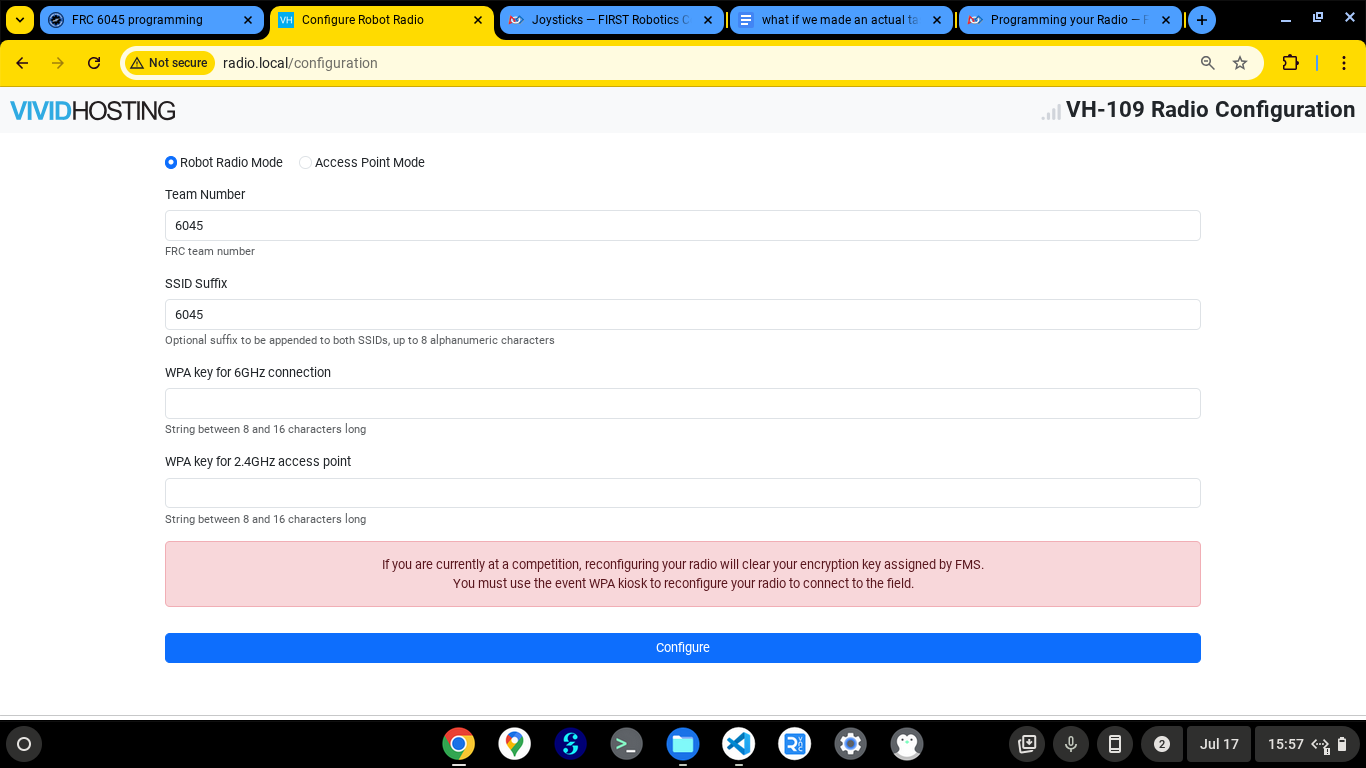 FRC 6045 programming
Configure Robot Radio
Joysticks — FIRST Robotics C
what if we made an actual ta
Programming your Radio — F
Not secure
radio.local/configuration
VIVIDHOSTING
VH-109 Radio Configuration
Robot Radio Mode
Access Point Mode
Team Number
6045
FRC team number
SSID Suffix
6045
Optional suffix to be appended to both SSIDs, up to 8 alphanumeric characters
WPA key for 6GHz connection
String between 8 and 16 characters long
WPA key for 2.4GHz access point
String between 8 and 16 characters long
If you are currently at a competition, reconfiguring your radio will clear your encryption key assigned by FMS.
You must use the event WPA kiosk to reconfigure your radio to connect to the field.
Configure
2
Jul 17
15:57